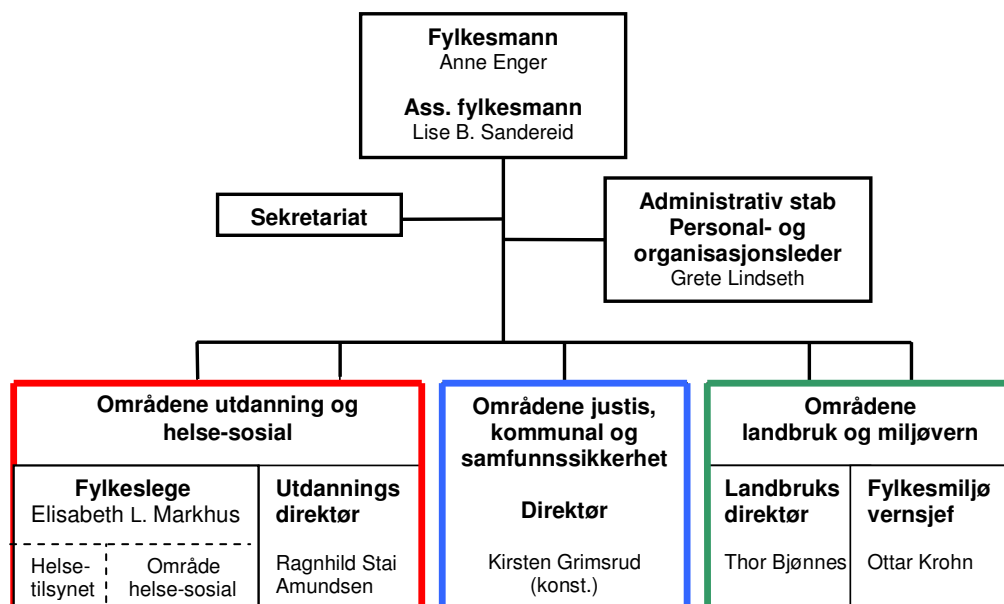 Fylkesmann
Anne Enger
Ass. fylkesmann
Lise B. Sandereid
Sekretariat
Administrativ stab
Personal- og
organisasjonsleder
Grete Lindseth
Områdene utdanning og
helse-sosial
Fylkeslege
Elisabeth L. Markhus
Helse-
tilsynet
Område
helse-sosial
Utdannings
direktør
Ragnhild Stai
Amundsen
Områdene justis,
kommunal og
samfunnssikkerhet
Direktør
Kirsten Grimsrud
(konst.)
Områdene
landbruk og miljøvern
Landbruks
direktør
Thor Bjønnes
Fylkesmiljø
vernsjef
Ottar Krohn